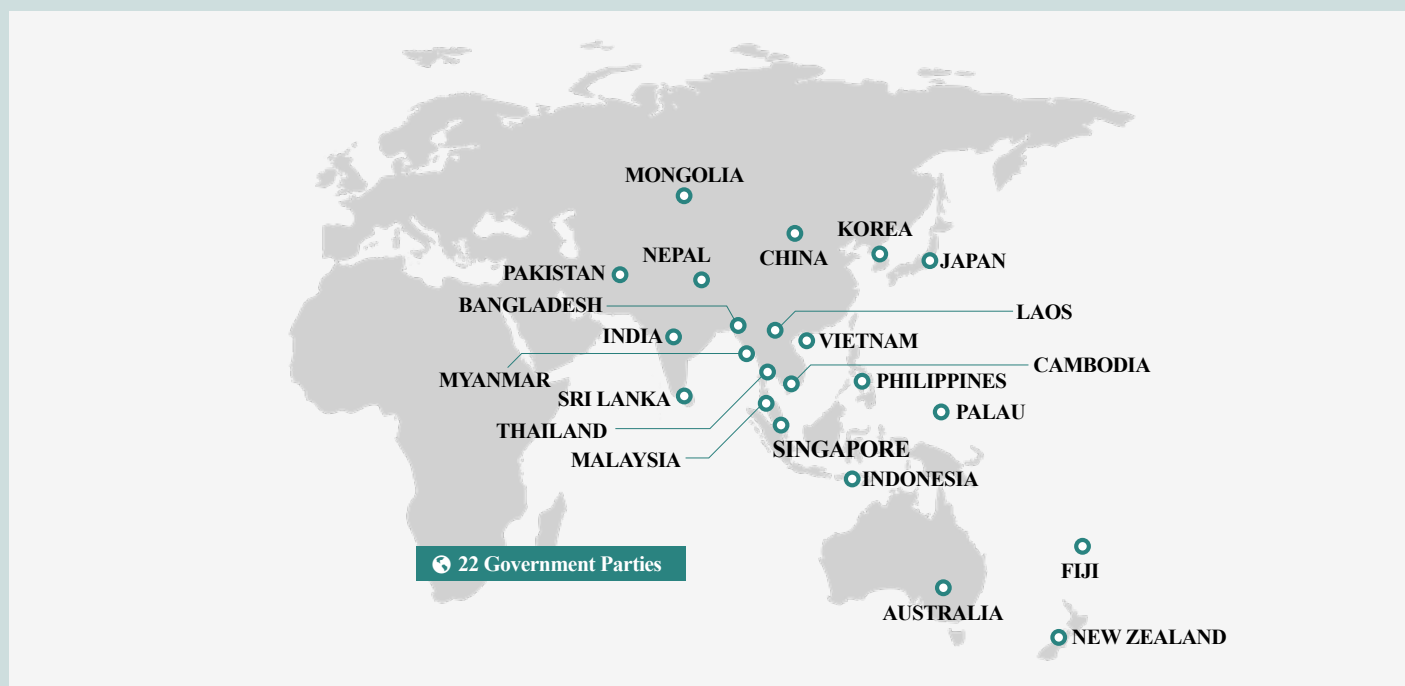 MONGOLIA
KOREA
NEPAL
CHINA
JAPAN
PAKISTAN
BANGLADESH
LAOS
INDIA
VIETNAM
CAMBODIA
MYANMAR
PHILIPPINES
SRI LANKA
PALAU
THAILAND
SINGAPORE
MALAYSIA
INDONESIA
22 Government Parties
FIJI
AUSTRALIA
NEW ZEALAND